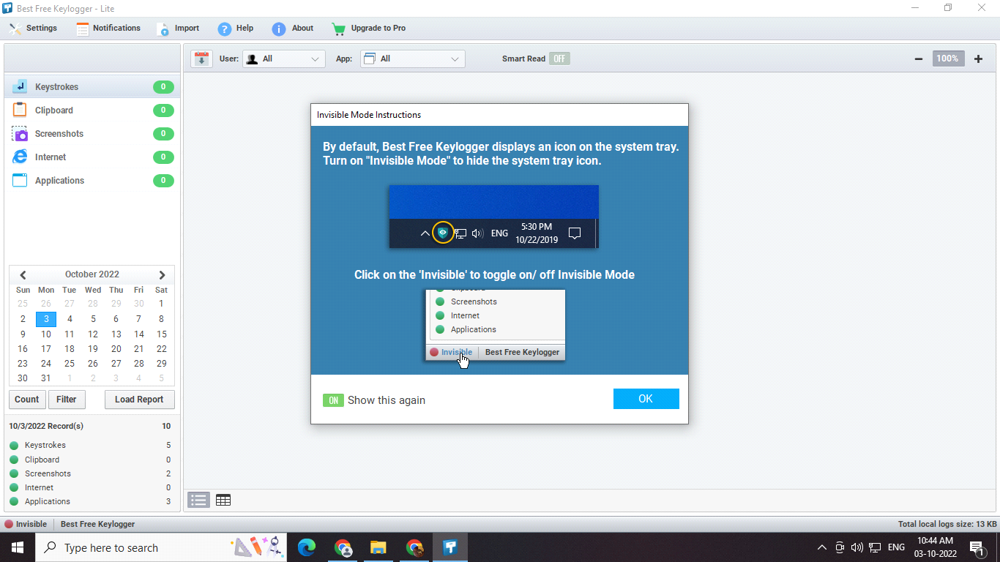 Best Free Keylogger - Lite
Settings Notifications Import Help About Upgrade to Pro
User: All App: All Smart Read OFF 100%
Keystrokes 0
Clipboard 0
Screenshots 0
Internet 0
Applications 0
Invisible Mode Instructions
By default, Best Free Keylogger displays an icon on the system tray.
Turn on "Invisible Mode" to hide the system tray icon.
ENG 5:30 PM
10/22/2019
Click on the 'Invisible' to toggle on/ off Invisible Mode
Screenshots
Internet
Applications
Invisible Best Free Keylogger
ON Show this again OK
October 2022
Sun Mon Tue Wed Thu Fri Sat
25 26 27 28 29 30 1
2 3 4 5 6 7 8
9 10 11 12 13 14 15
16 17 18 19 20 21 22
23 24 25 26 27 28 29
30 31 1 2 3 4 5
Count Filter Load Report
10/3/2022 Record(s) 10
Keystrokes 5
Clipboard 0
Screenshots 2
Internet 0
Applications 3
Invisible Best Free Keylogger Total local logs size: 13 KB
Type here to search ENG 10:44 AM
03-10-2022 1